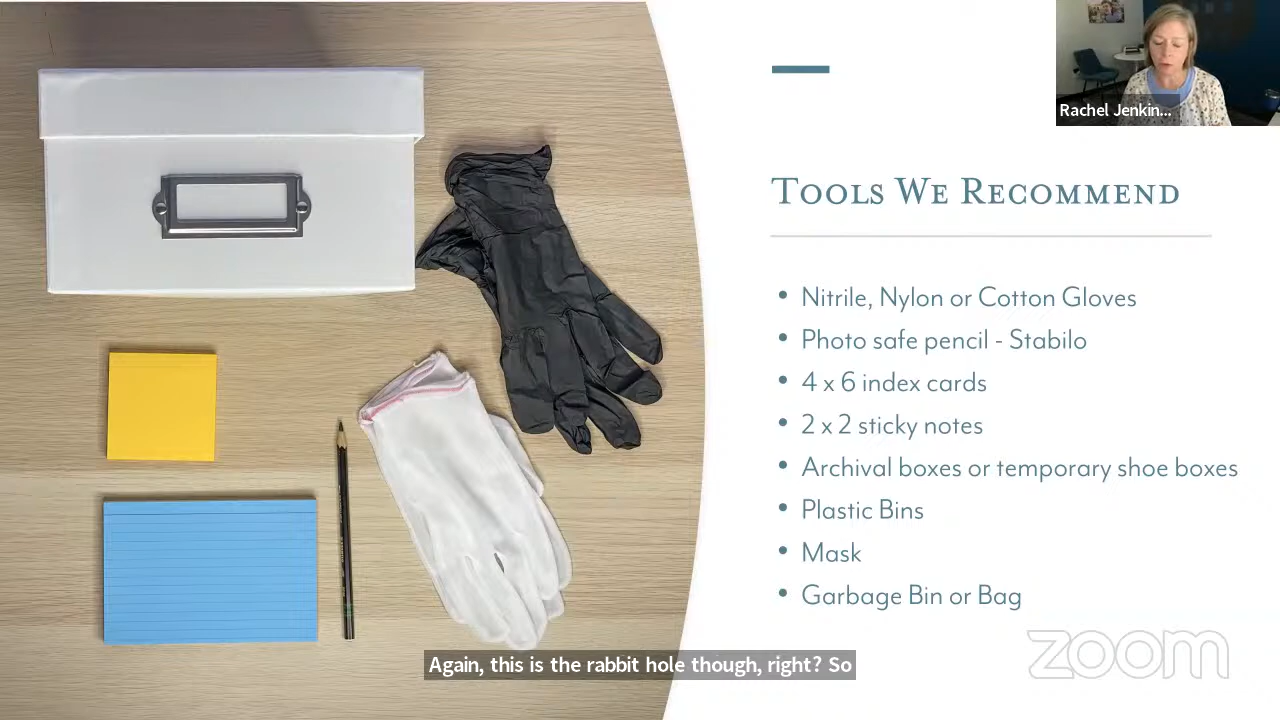 Rachel Jenkin...
Tools We Recommend
• Nitrile, Nylon or Cotton Gloves
• Photo safe pencil - Stabilo
• 4 x 6 index cards
• 2 x 2 sticky notes
• Archival boxes or temporary shoe boxes
• Plastic Bins
• Mask
• Garbage Bin or Bag
zoom
Again, this is the rabbit hole though, right? So